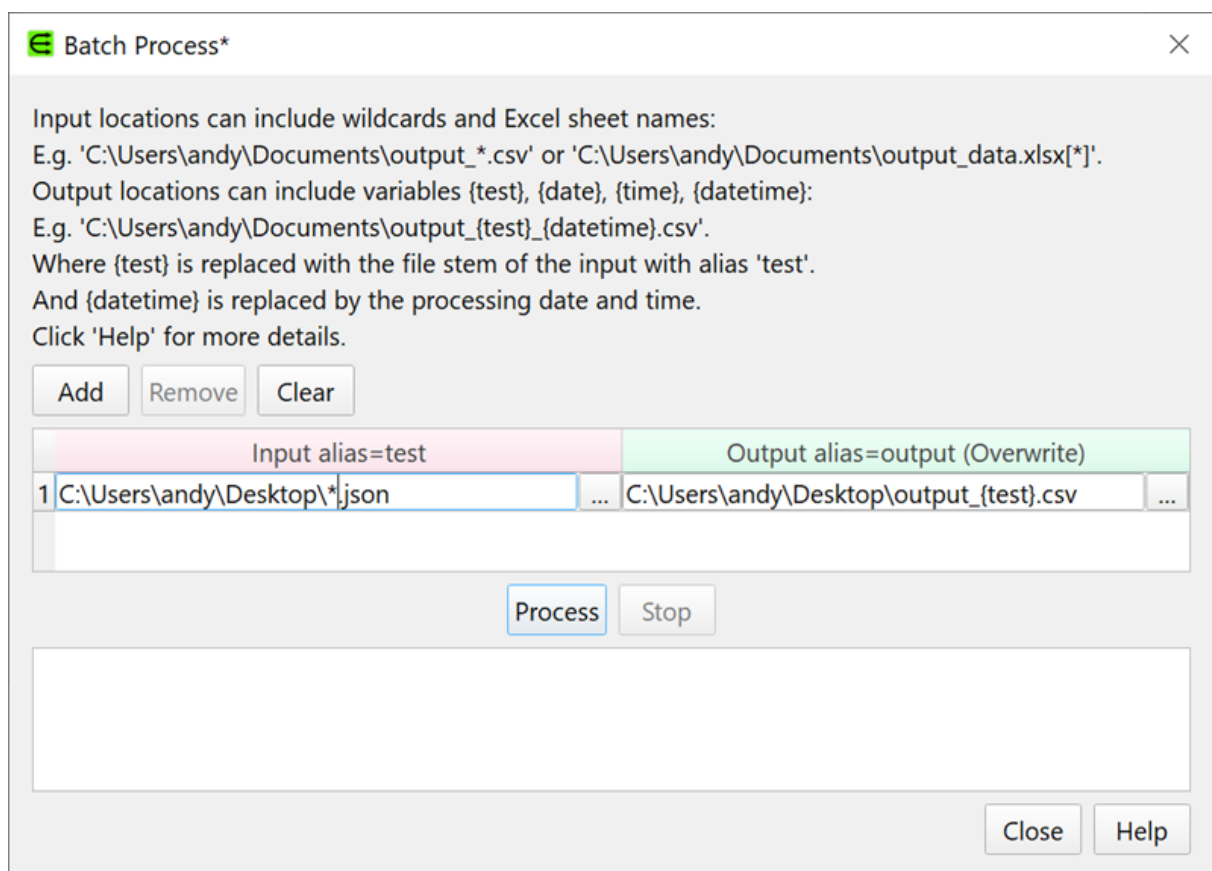 Batch Process*
Input locations can include wildcards and Excel sheet names:
E.g. 'C:\Users\andy\Documents\output_*.csv' or 'C:\Users\andy\Documents\output_data.xlsx[*]'.
Output locations can include variables {test}, {date}, {time}, {datetime}:
E.g. 'C:\Users\andy\Documents\output_{test}_{datetime}.csv'.
Where {test} is replaced with the file stem of the input with alias 'test'.
And {datetime} is replaced by the processing date and time.
Click 'Help' for more details.
Add Remove Clear
Input alias=test Output alias=output (Overwrite)
1 C:\Users\andy\Desktop\*.json ... C:\Users\andy\Desktop\output_{test}.csv ...
Process Stop
Close Help